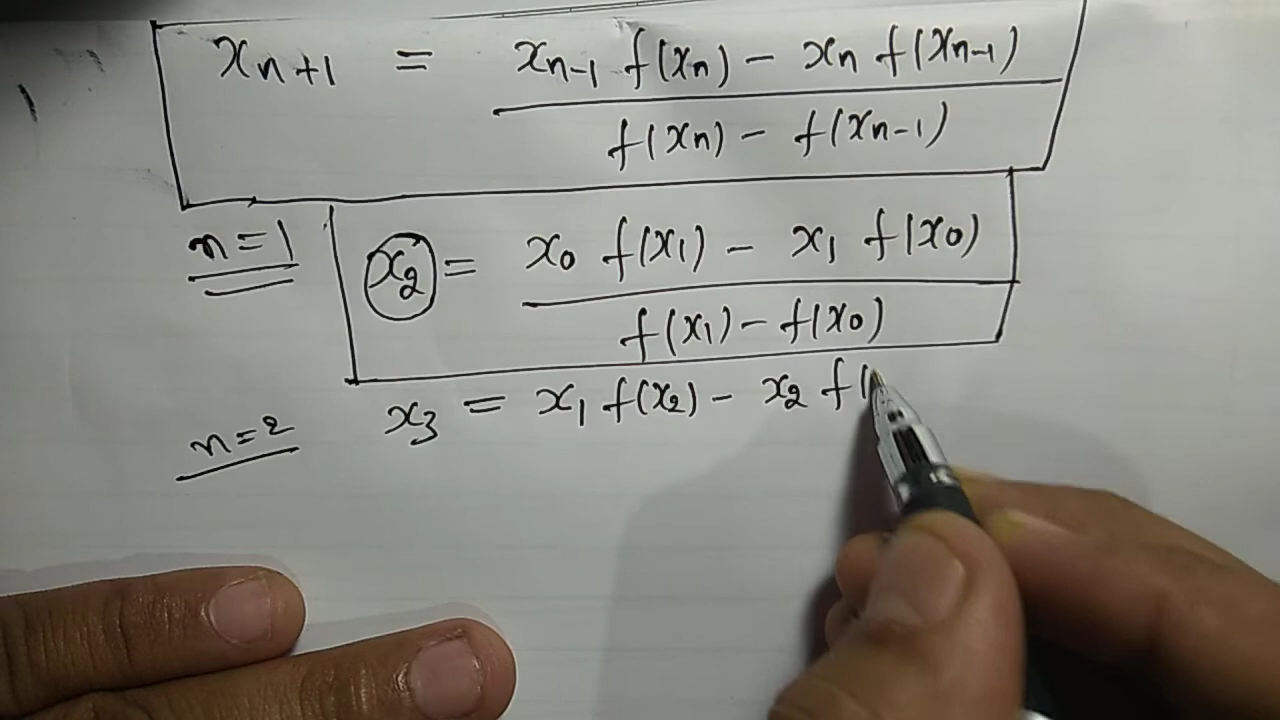 xn+1 = xn-1 f(xn) - xn f(xn-1)
f(xn) - f(xn-1)
n=1 x2 = x0 f(x1) - x1 f(x0)
f(x1) - f(x0)
n=2 x3 = x1 f(x2) - x2 f(